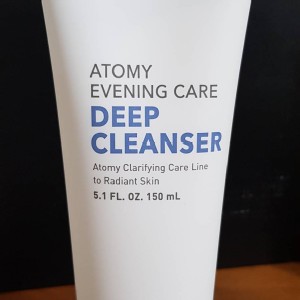 ATOMY
EVENING CARE
DEEP
CLEANSER
Atomy Clarifying Care Line
to Radiant Skin
5.1 FL. OZ. 150 mL